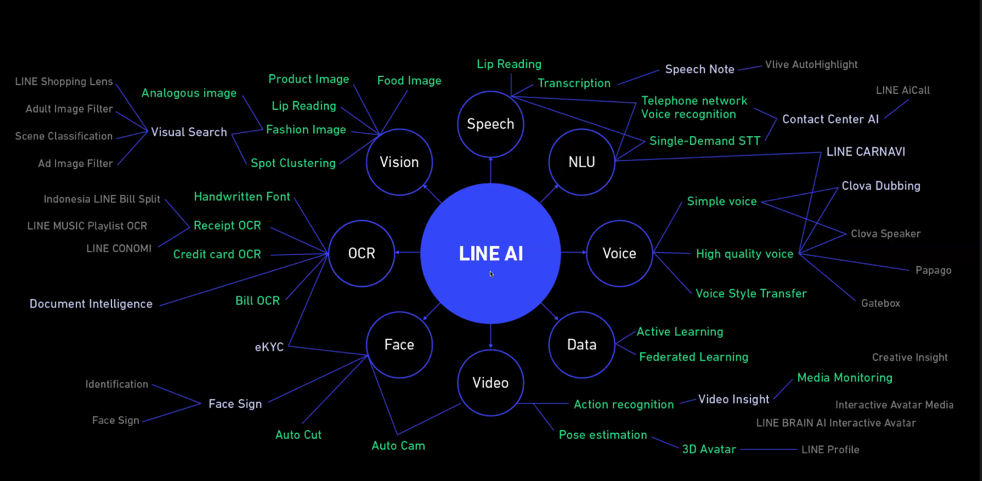 Lip Reading
Speech Note
Vlive AutoHighlight
Product Image
Food Image
Transcription
LINE Shopping Lens
Analogous image
LINE AiCall
Telephone network
Voice recognition
Lip Reading
Adult Image Filter
Speech
Contact Center AI
Visual Search
Fashion Image
Scene Classification
Single-Demand STT
LINE CARNAVI
Ad Image Filter
Spot Clustering
Vision
NLU
Clova Dubbing
Handwritten Font
Indonesia LINE Bill Split
Simple voice
LINE MUSIC Playlist OCR
Receipt OCR
Clova Speaker
LINE CONOMI
Credit card OCR
OCR
LINE AI
Voice
High quality voice
Papago
Document Intelligence
Bill OCR
Voice Style Transfer
Gatebox
eKYC
Face
Data
Active Learning
Federated Learning
Creative Insight
Identification
Video
Media Monitoring
Face Sign
Action recognition
Video Insight
Interactive Avatar Media
Face Sign
LINE BRAIN AI Interactive Avatar
Auto Cut
Auto Cam
Pose estimation
3D Avatar
LINE Profile